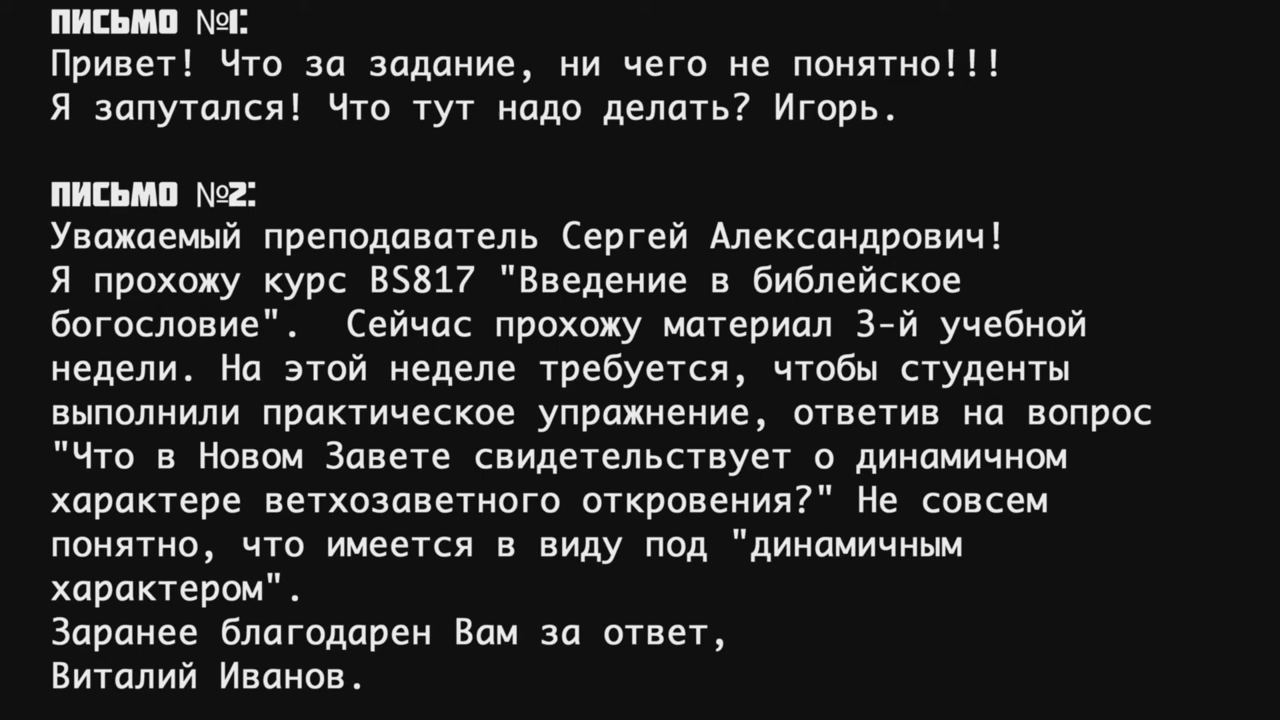 ПИСЬМО №1:
Привет! Что за задание, ни чего не понятно!!!
Я запутался! Что тут надо делать? Игорь.
ПИСЬМО №2:
Уважаемый преподаватель Сергей Александрович!
Я прохожу курс BS817 "Введение в библейское
богословие".  Сейчас прохожу материал 3-й учебной
недели. На этой неделе требуется, чтобы студенты
выполнили практическое упражнение, ответив на вопрос
"Что в Новом Завете свидетельствует о динамичном
характере ветхозаветного откровения?" Не совсем
понятно, что имеется в виду под "динамичным
характером".
Заранее благодарен Вам за ответ,
Виталий Иванов.